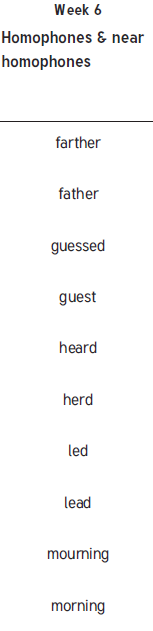 Week 6
Homophones & near
homophones
farther
father
guessed
guest
heard
herd
led
lead
mourning
morning